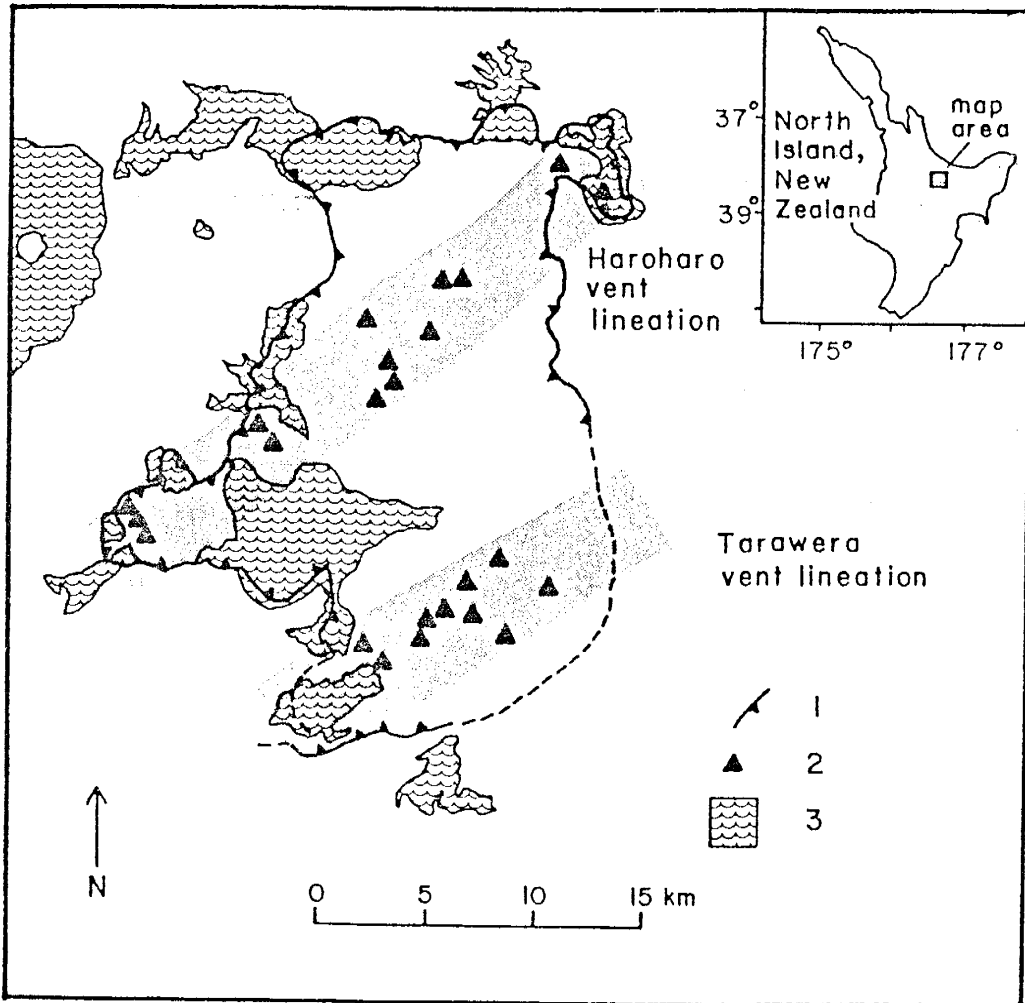 37°
39°
175°
177°
North
Island,
New
Zealand
map
area
Haroharo
vent
lineation
Tarawera
vent lineation
1
2
3
N
0 5 10 15 km